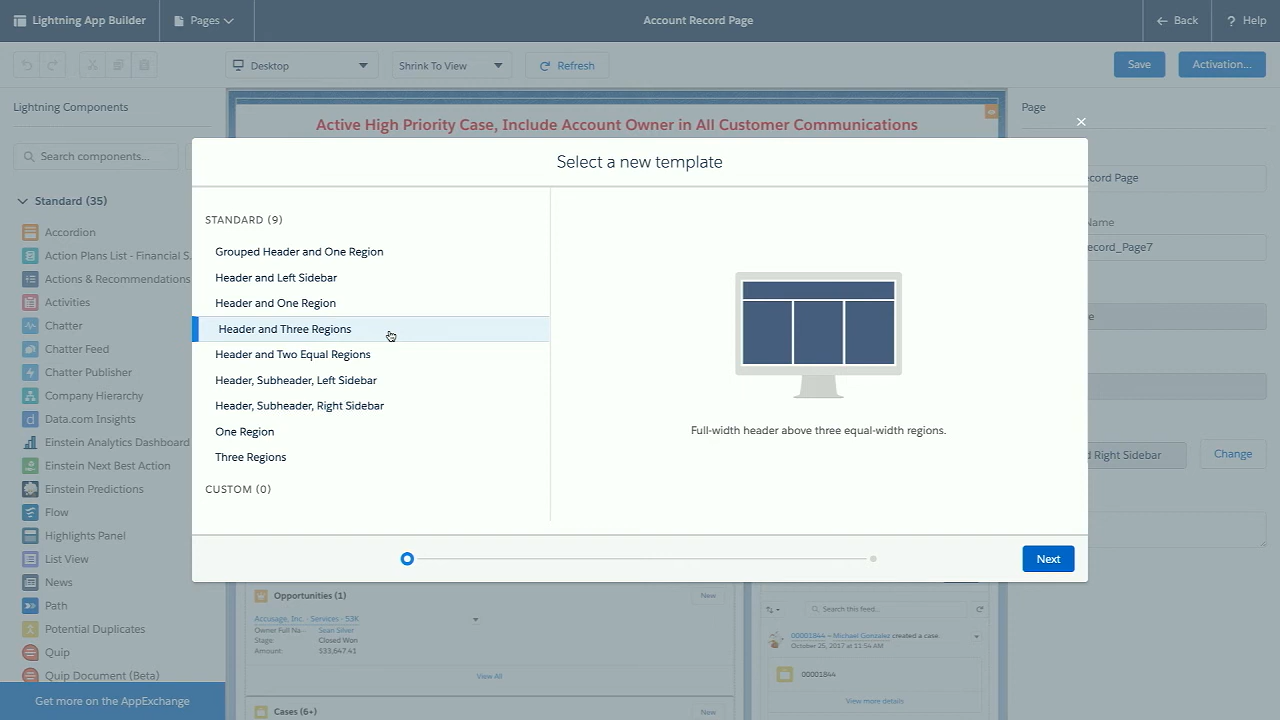 Lightning App Builder
Pages
Account Record Page
Back
? Help
Desktop
Shrink To View
Refresh
Save
Activation...
Lightning Components
Page
Active High Priority Case, Include Account Owner in All Customer Communications
Search components...
Select a new template
Standard (35)
STANDARD (9)
Grouped Header and One Region
Header and Left Sidebar
Header and One Region
Header and Three Regions
Header and Two Equal Regions
Header, Subheader, Left Sidebar
Header, Subheader, Right Sidebar
One Region
Three Regions
CUSTOM (0)
Full-width header above three equal-width regions.
Next
Accordion
Action Plans List - Financial S...
Actions & Recommendations
Activities
Chatter
Chatter Feed
Chatter Publisher
Company Hierarchy
Data.com Insights
Einstein Analytics Dashboard
Einstein Next Best Action
Einstein Predictions
Flow
Highlights Panel
List View
News
Path
Potential Duplicates
Quip
Quip Document (Beta)
Get more on the AppExchange
Record Page
Name
ecord_Page7
e
d Right Sidebar
Change
Opportunities (1)
New
Accusage, Inc. - Services - 53K
Owner Full Na...
Sean Silver
Stage:
Closed Won
Amount:
$33,647.41
View All
Cases (6+)
New
Search this feed...
00001844 – Michael Gonzalez created a case.
October 25, 2017 at 11:54 AM
00001844
View more details